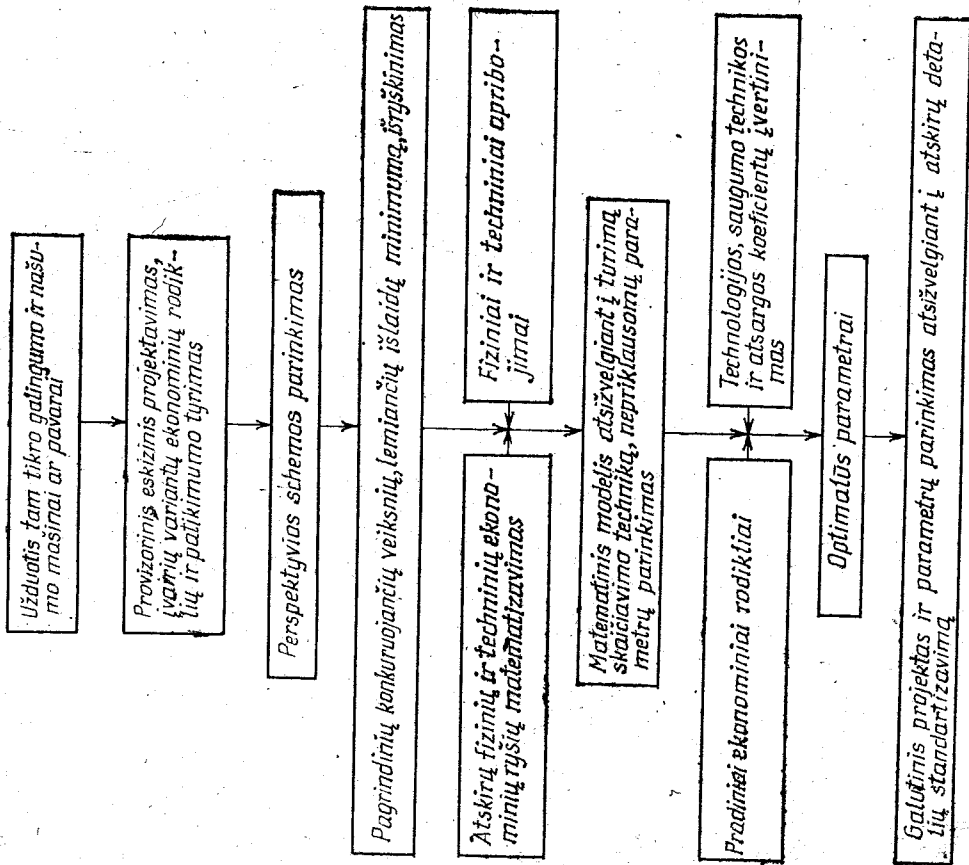 Užduotis tam tikro galingumo ir našu-
mo mašinai ar pavarai
Provizorinis eskizinis projektavimas,
įvairių variantų ekonominių rodik-
lių ir patikimumo tyrimas
Perspektyvios schemos parinkimas
Pagrindinių konkuruojančių veiksnių, lemiančių išlaidų minimumą, išryškinimas
Atskirų fizinių ir techninių ekono-
minių ryšių matematizavimas
Fiziniai ir techniniai apribo-
jimai
Matematinis modelis atsižvelgiant į turimą
skaičiavimo techniką, nepriklausomų para-
metrų parinkimas
Pradiniai ekonominiai rodikliai
Technologijos, saugumo technikos
ir atsargos koeficientų įvertini-
mas
Optimalūs parametrai
Galutinis projektas ir parametrų parinkimas atsižvelgiant į atskirų deta-
lių standartizavimą